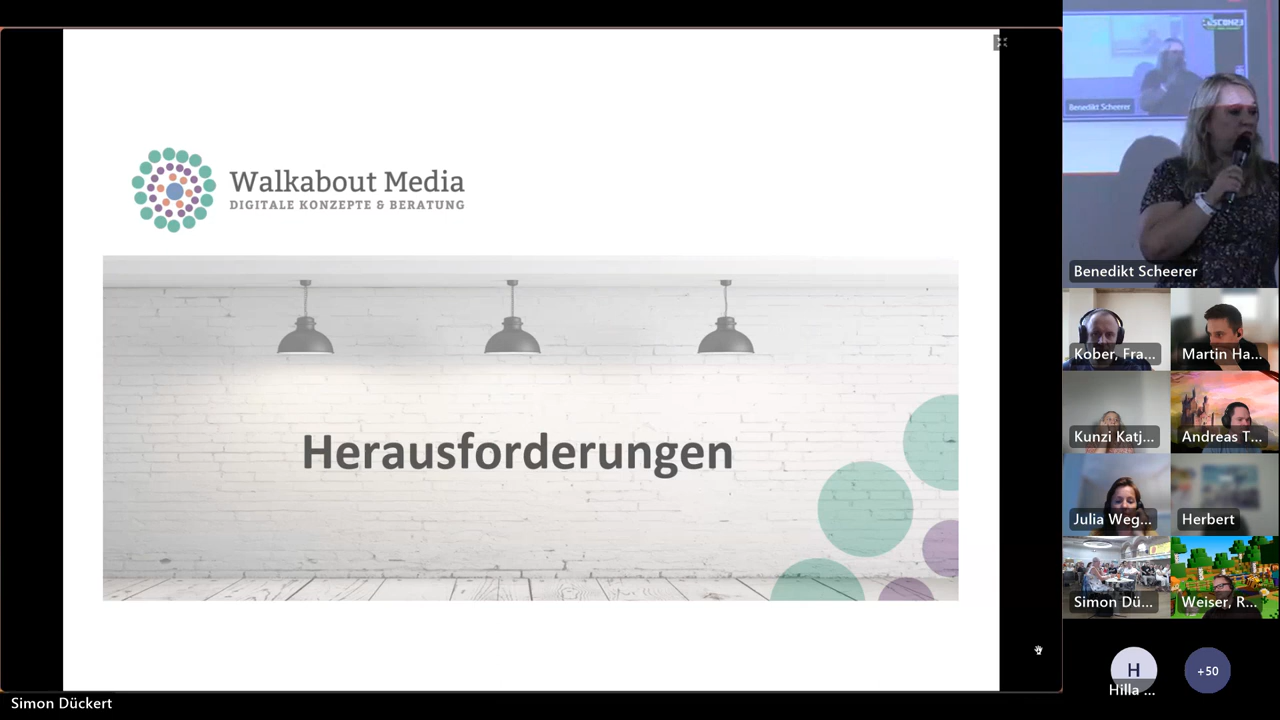 Walkabout Media
DIGITALE KONZEPTE & BERATUNG
Herausforderungen
Simon Dückert
Benedikt Scheerer
Benedikt Scheerer
Kober, Fra...
Martin Ha...
Kunzi Katj...
Andreas T...
Julia Weg...
Herbert
Simon Dü...
Weiser, R...
H
Hilla ...
+50